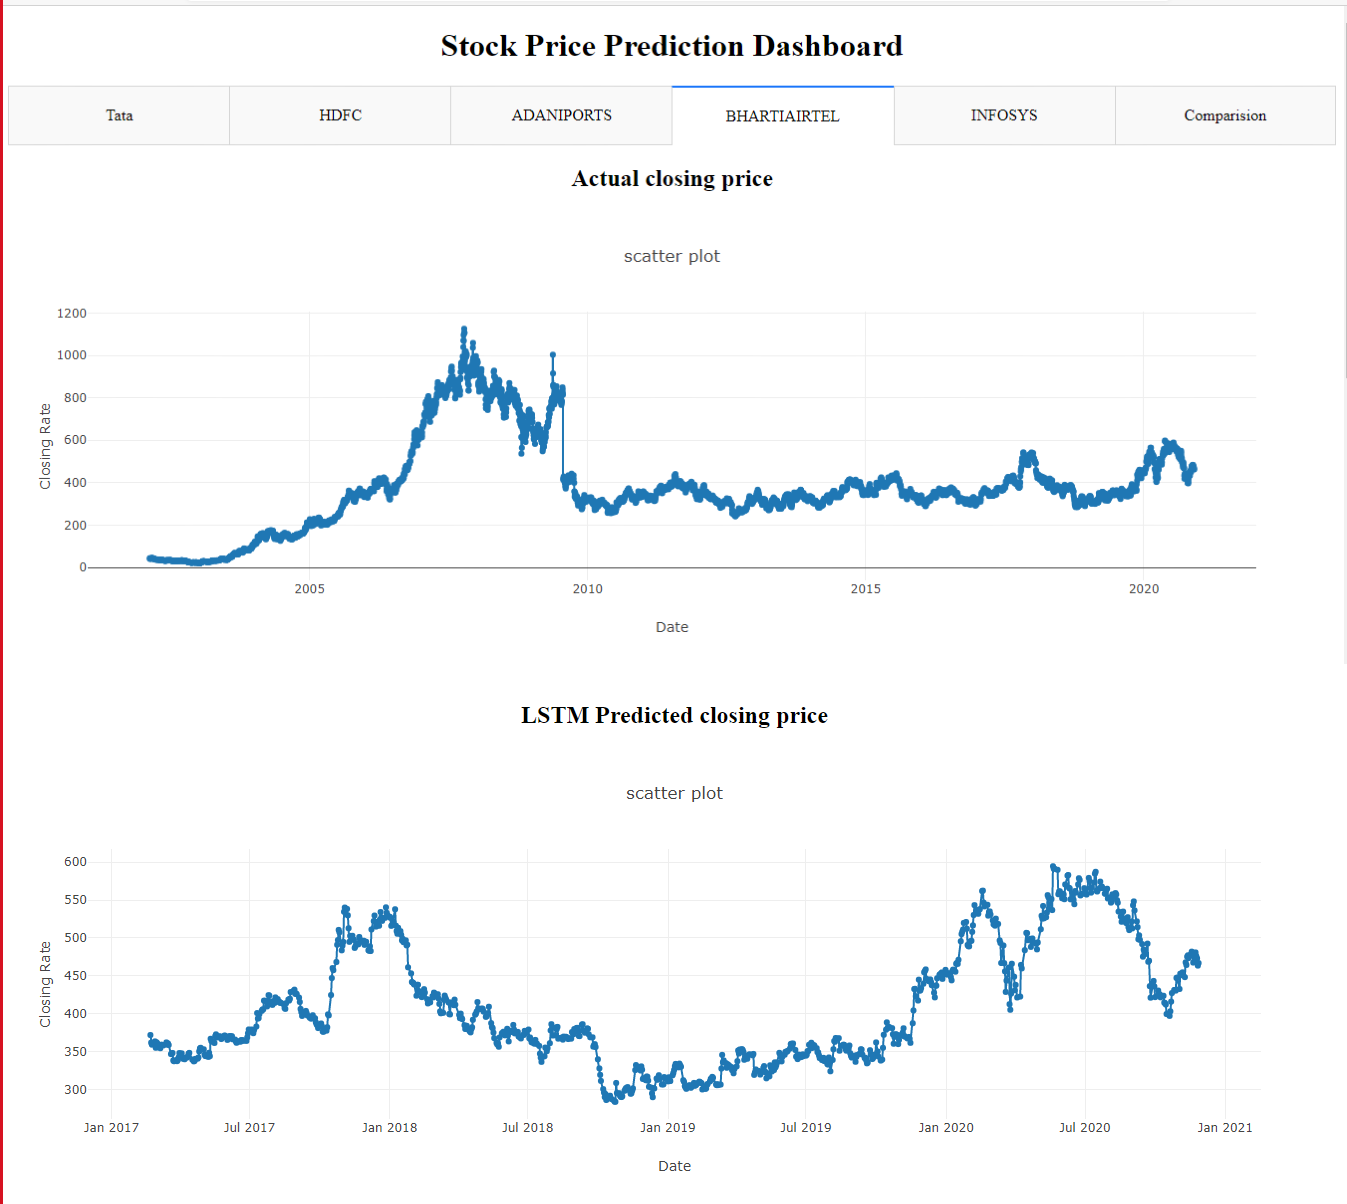 Stock Price Prediction Dashboard
Tata HDFC ADANIPORTS BHARTIAIRTEL INFOSYS Comparision
Actual closing price
scatter plot
1200
1000
800
600
400
200
0
Closing Rate
2005 2010 2015 2020
Date
LSTM Predicted closing price
scatter plot
600
550
500
450
400
350
300
Closing Rate
Jan 2017 Jul 2017 Jan 2018 Jul 2018 Jan 2019 Jul 2019 Jan 2020 Jul 2020 Jan 2021
Date